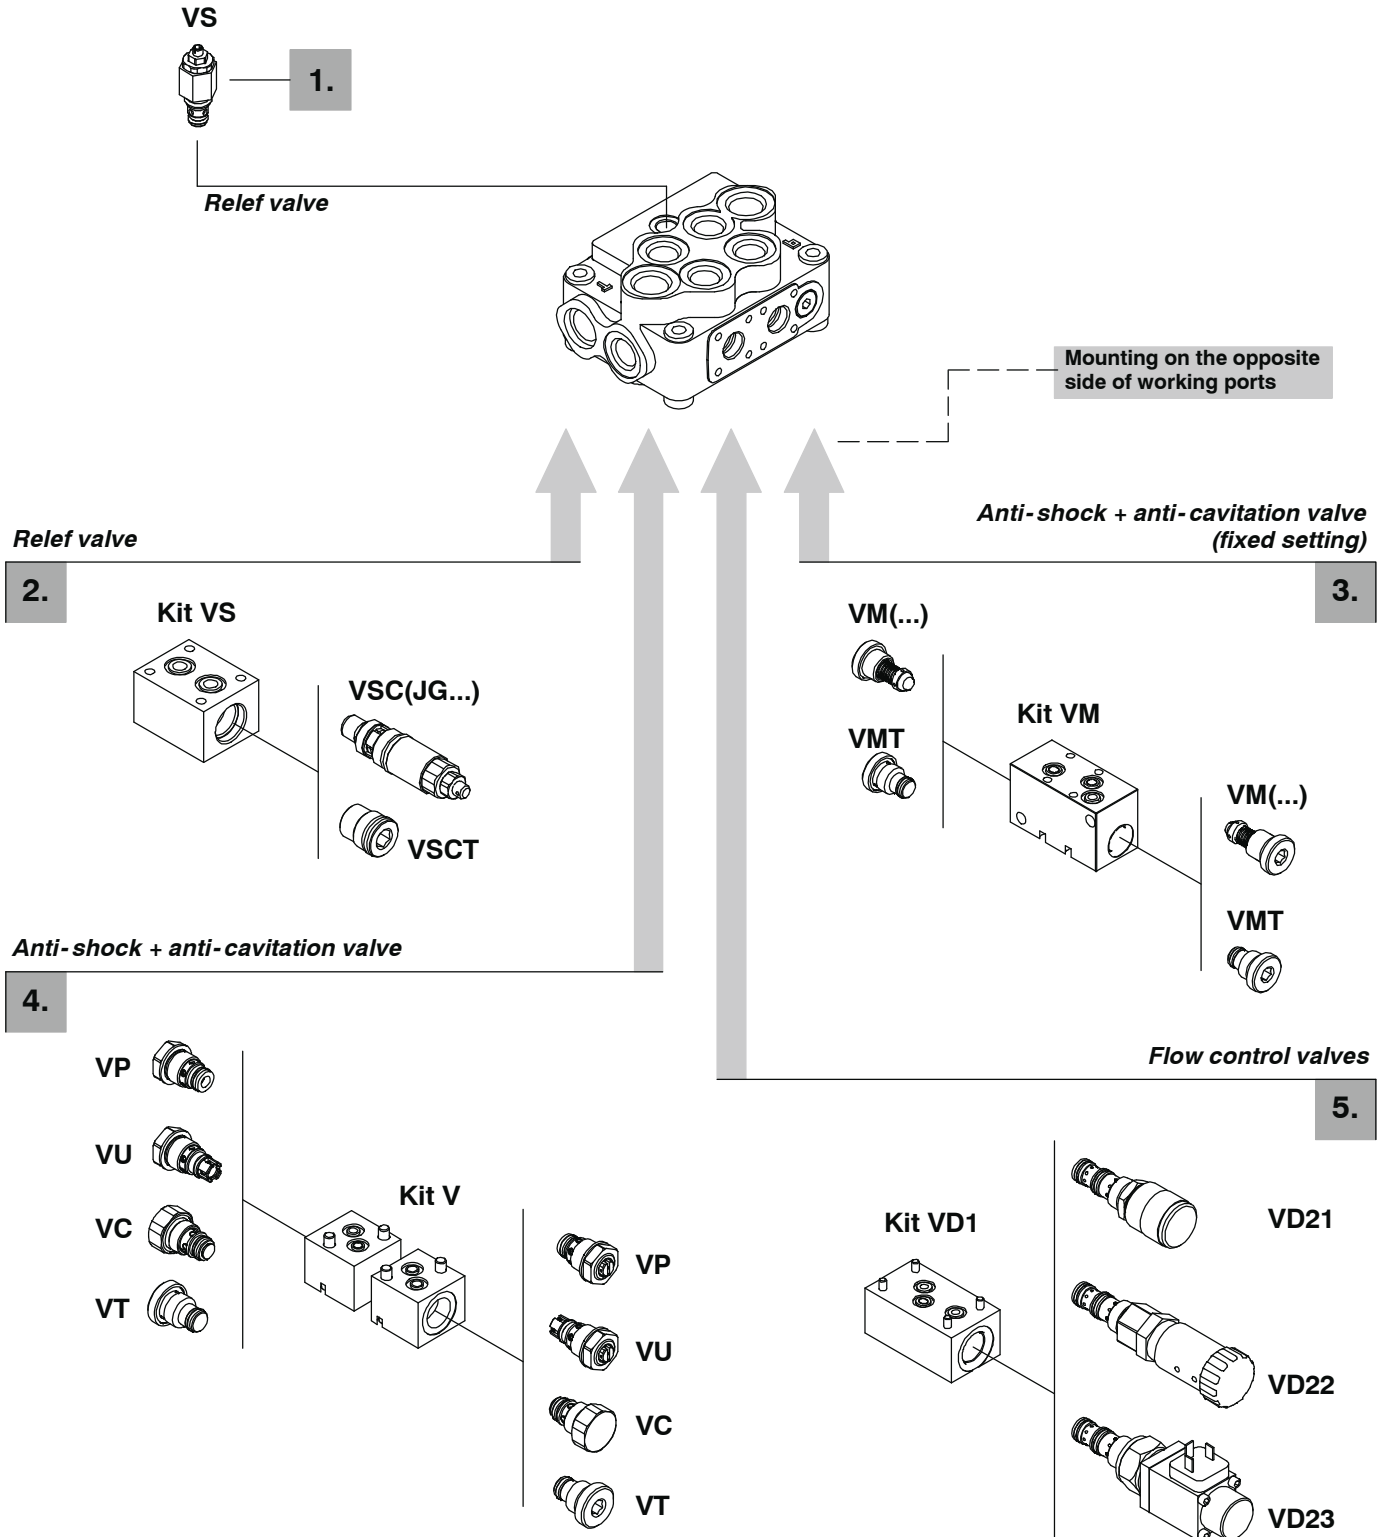 VS
1.
Relef valve
T
P
Mounting on the opposite
side of working ports
Relef valve
2.
Kit VS
VSC(JG...)
VSCT
Anti-shock + anti-cavitation valve
(fixed setting)
3.
VM(...)
VMT
Kit VM
VM(...)
VMT
Anti-shock + anti-cavitation valve
4.
VP
VU
VC
VT
Kit V
VP
VU
VC
VT
Flow control valves
5.
Kit VD1
VD21
VD22
VD23